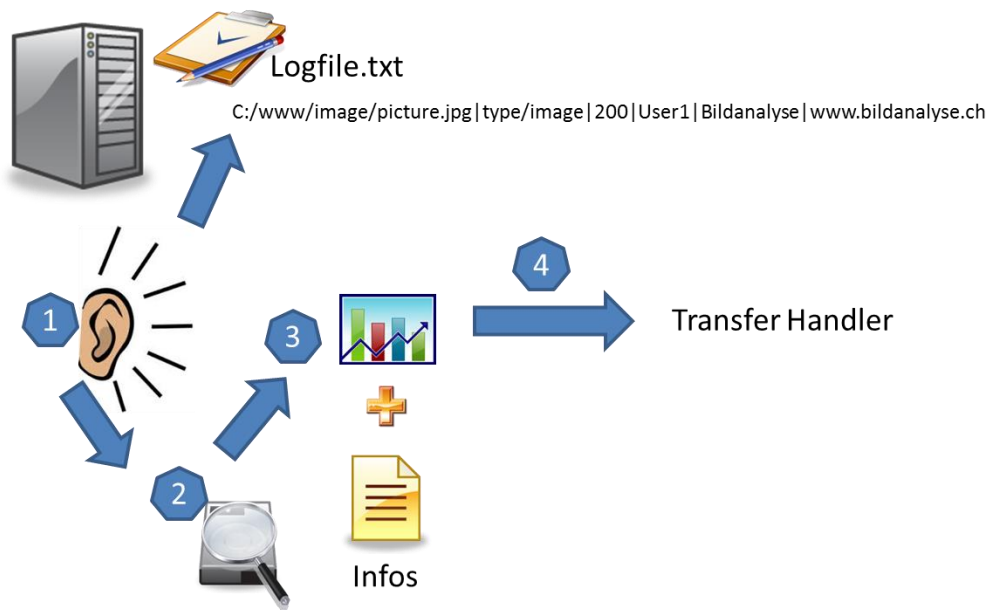 Logfile.txt
C:/www/image/picture.jpg|type/image|200|User1|Bildanalyse|www.bildanalyse.ch
1
4
3
Transfer Handler
2
Infos